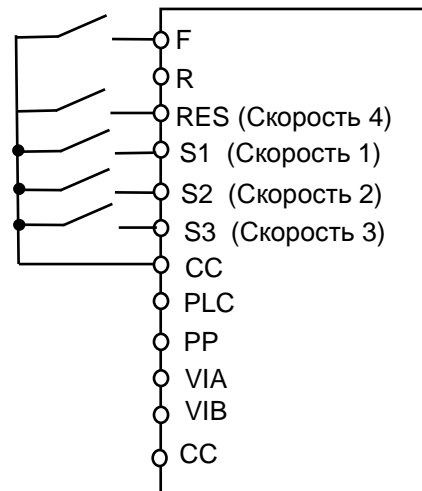 F
R
RES (Скорость 4)
S1 (Скорость 1)
S2 (Скорость 2)
S3 (Скорость 3)
CC
PLC
PP
VIA
VIB
CC